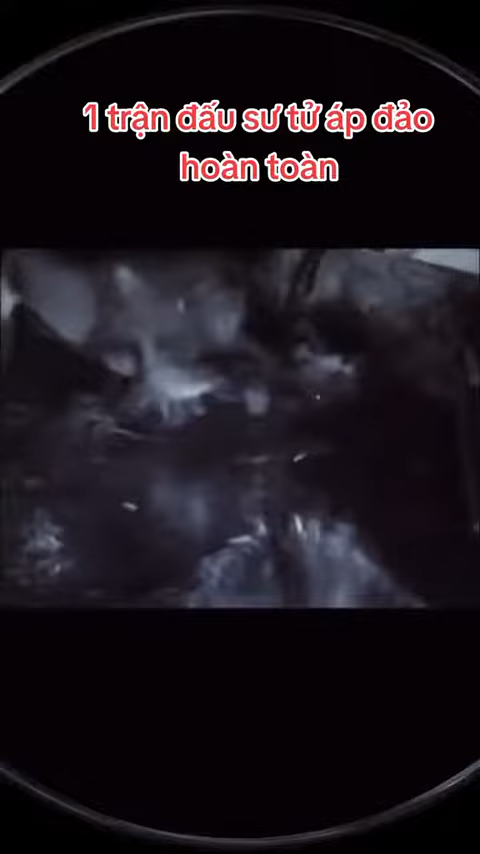 1 trận đấu sư tử áp đảo
hoàn toàn